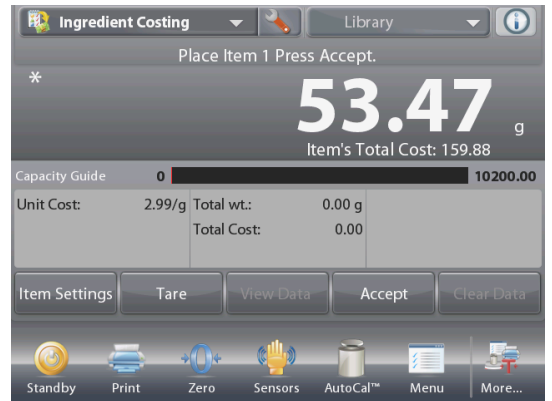 Ingredient Costing Library
Place Item 1 Press Accept.
*
53.47 g
Item's Total Cost: 159.88
Capacity Guide 0 10200.00
Unit Cost: 2.99/g Total wt.: 0.00 g
Total Cost: 0.00
Item Settings Tare View Data Accept Clear Data
Standby Print Zero Sensors AutoCal™ Menu More...